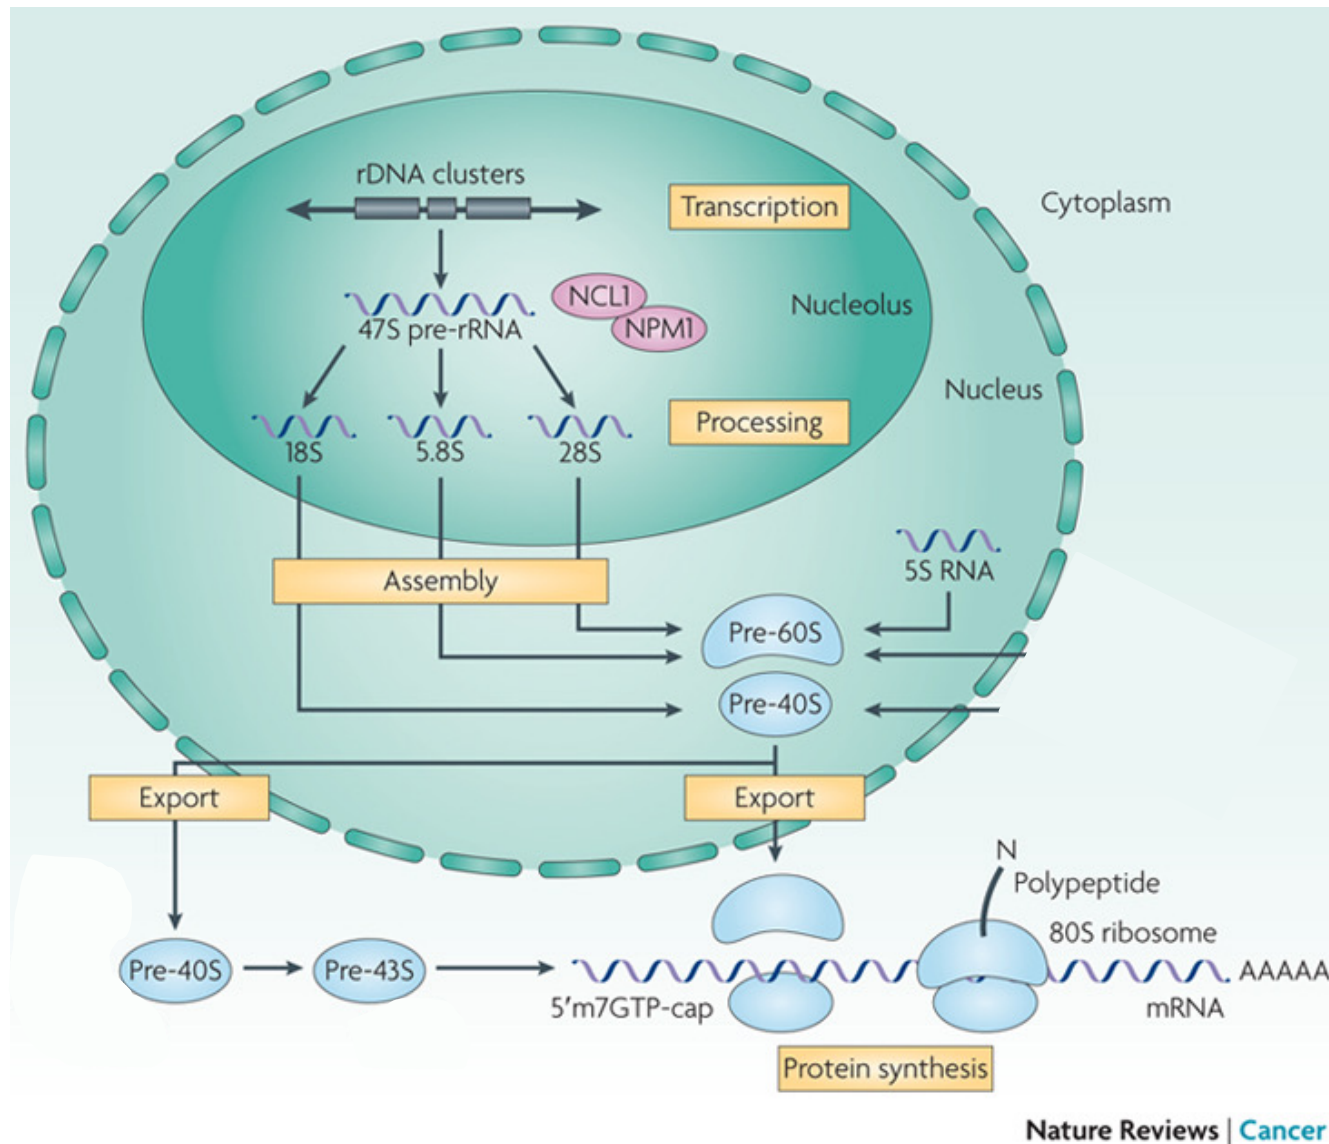 rDNA clusters
Transcription
Cytoplasm
NCL1
NPM1
Nucleolus
47S pre-rRNA
Nucleus
Processing
18S
5.8S
28S
5S RNA
Assembly
Pre-60S
Pre-40S
Export
Export
N
Polypeptide
80S ribosome
Pre-40S
Pre-43S
AAAAA
5′m7GTP-cap
mRNA
Protein synthesis
Nature Reviews | Cancer